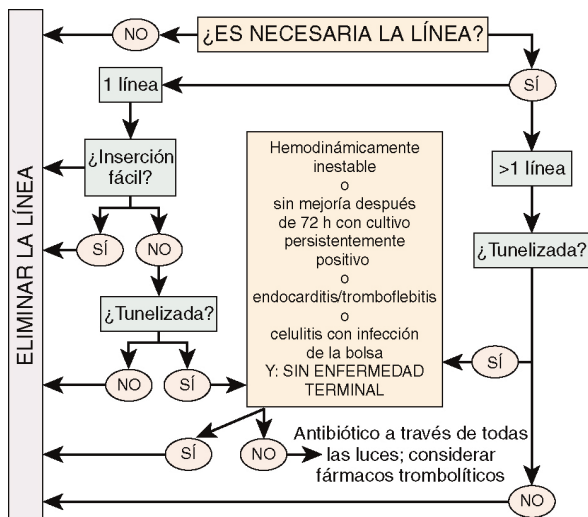 ¿ES NECESARIA LA LÍNEA?
NO
SÍ
1 línea
>1 línea
¿Inserción
fácil?
SÍ
NO
¿Tunelizada?
NO
SÍ
Hemodinámicamente
inestable
o
sin mejoría después
de 72 h con cultivo
persistentemente
positivo
o
endocarditis/tromboflebitis
o
celulitis con infección
de la bolsa
Y: SIN ENFERMEDAD
TERMINAL
¿Tunelizada?
SÍ
NO
SÍ
NO
Antibiótico a través de todas
las luces; considerar
fármacos trombolíticos
ELIMINAR LA LÍNEA